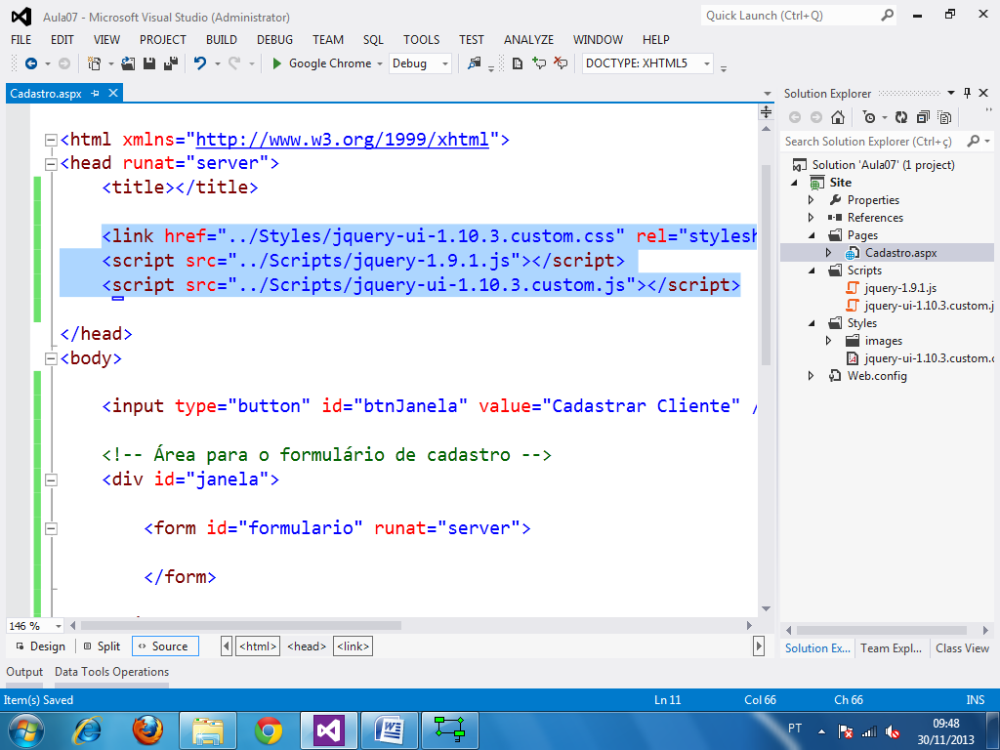 Aula07 - Microsoft Visual Studio (Administrator)
Quick Launch (Ctrl+Q)
FILE EDIT VIEW PROJECT BUILD DEBUG TEAM SQL TOOLS TEST ANALYZE WINDOW HELP
Google Chrome Debug DOCTYPE: XHTML5
Cadastro.aspx
<html xmlns="http://www.w3.org/1999/xhtml">
<head runat="server">
<title></title>
<link href="../Styles/jquery-ui-1.10.3.custom.css" rel="stylesh
<script src="../Scripts/jquery-1.9.1.js"></script>
<script src="../Scripts/jquery-ui-1.10.3.custom.js"></script>
</head>
<body>
<input type="button" id="btnJanela" value="Cadastrar Cliente" /
<!-- Área para o formulário de cadastro -->
<div id="janela">
<form id="formulario" runat="server">
</form>
146 %
Design Split Source <html> <head> <link>
Solution Explorer
Search Solution Explorer (Ctrl+ç)
Solution 'Aula07' (1 project)
Site
Properties
References
Pages
Cadastro.aspx
Scripts
jquery-1.9.1.js
jquery-ui-1.10.3.custom.j
Styles
images
jquery-ui-1.10.3.custom.c
Web.config
Solution Ex... Team Expl... Class View
Output Data Tools Operations
Item(s) Saved Ln 11 Col 66 Ch 66 INS
PT
09:48
30/11/2013